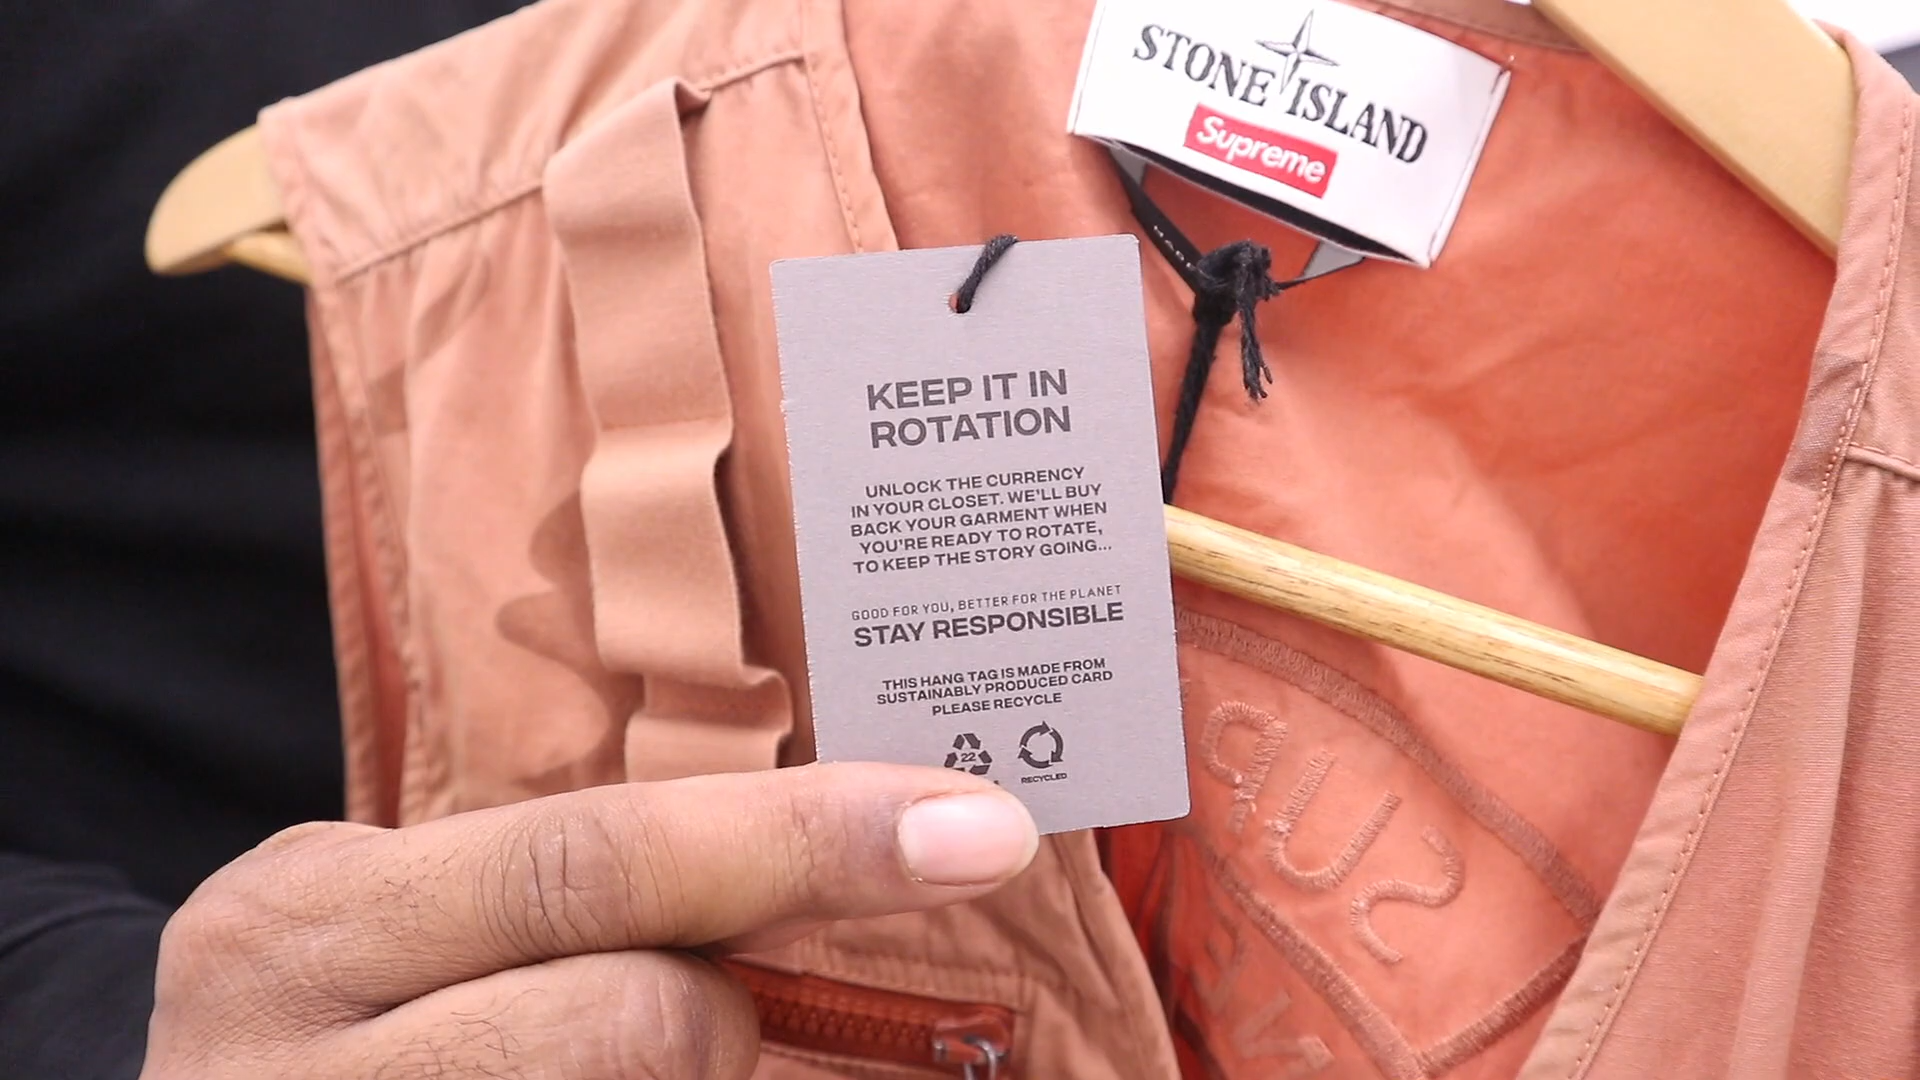 STONE ISLAND
Supreme
MADE
KEEP IT IN
ROTATION
UNLOCK THE CURRENCY
IN YOUR CLOSET. WE'LL BUY
BACK YOUR GARMENT WHEN
YOU'RE READY TO ROTATE,
TO KEEP THE STORY GOING...
GOOD FOR YOU, BETTER FOR THE PLANET
STAY RESPONSIBLE
THIS HANG TAG IS MADE FROM
SUSTAINABLY PRODUCED CARD
PLEASE RECYCLE
22
RECYCLED